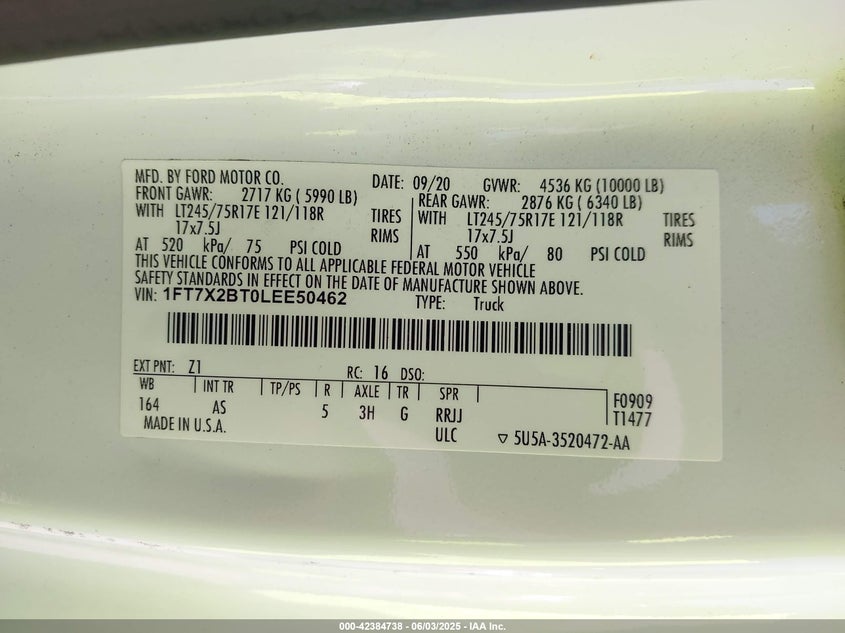 MFD. BY FORD MOTOR CO. DATE: 09/20 GVWR: 4536 KG (10000 LB)
FRONT GAWR: 2717 KG ( 5990 LB) REAR GAWR: 2876 KG ( 6340 LB)
WITH LT245/75R17E 121/118R TIRES WITH LT245/75R17E 121/118R TIRES
17x7.5J RIMS 17x7.5J RIMS
AT 520 kPa/ 75 PSI COLD AT 550 kPa/ 80 PSI COLD
THIS VEHICLE CONFORMS TO ALL APPLICABLE FEDERAL MOTOR VEHICLE
SAFETY STANDARDS IN EFFECT ON THE DATE OF MANUFACTURE SHOWN ABOVE.
VIN: 1FT7X2BT0LEE50462 TYPE: Truck
EXT PNT: Z1 RC: 16 DSO:
WB INT TR TP/PS R AXLE TR SPR F0909
164 AS 5 3H G RRJJ T1477
MADE IN U.S.A. ULC ▽ 5U5A-3520472-AA
000-42384738 - 06/03/2025 - IAA Inc.